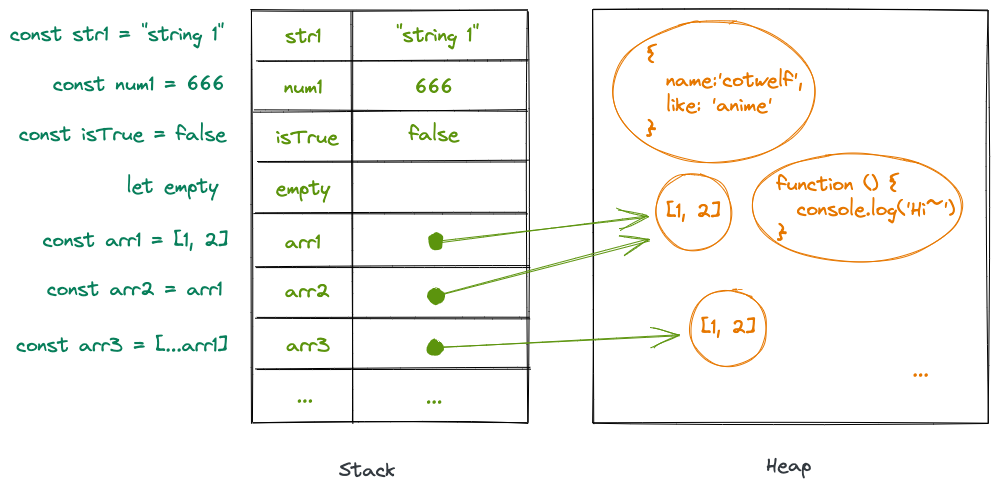 const str1 = "string 1"
str1
"string 1"
const num1 = 666
num1
666
const isTrue = false
isTrue
false
let empty
empty
const arr1 = [1, 2]
arr1
const arr2 = arr1
arr2
const arr3 = [...arr1]
arr3
...
...
Stack
{
name:'cotwelf',
like: 'anime'
}
function () {
console.log('Hi~')
}
[1, 2]
[1, 2]
...
Heap